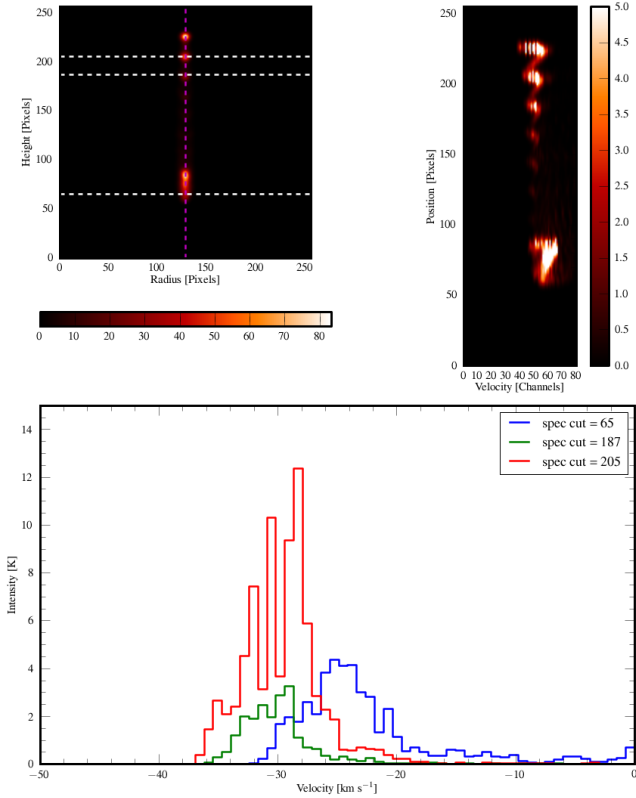 250
200
150
100
50
0
Height [Pixels]
0 50 100 150 200 250
Radius [Pixels]
0 10 20 30 40 50 60 70 80
250
200
150
100
50
0
Position [Pixels]
0 10 20 30 40 50 60 70 80
Velocity [Channels]
5.0
4.5
4.0
3.5
3.0
2.5
2.0
1.5
1.0
0.5
0.0
14
12
10
8
6
4
2
0
Intensity [K]
spec cut = 65
spec cut = 187
spec cut = 205
−50 −40 −30 −20 −10 0
Velocity [km s⁻¹]